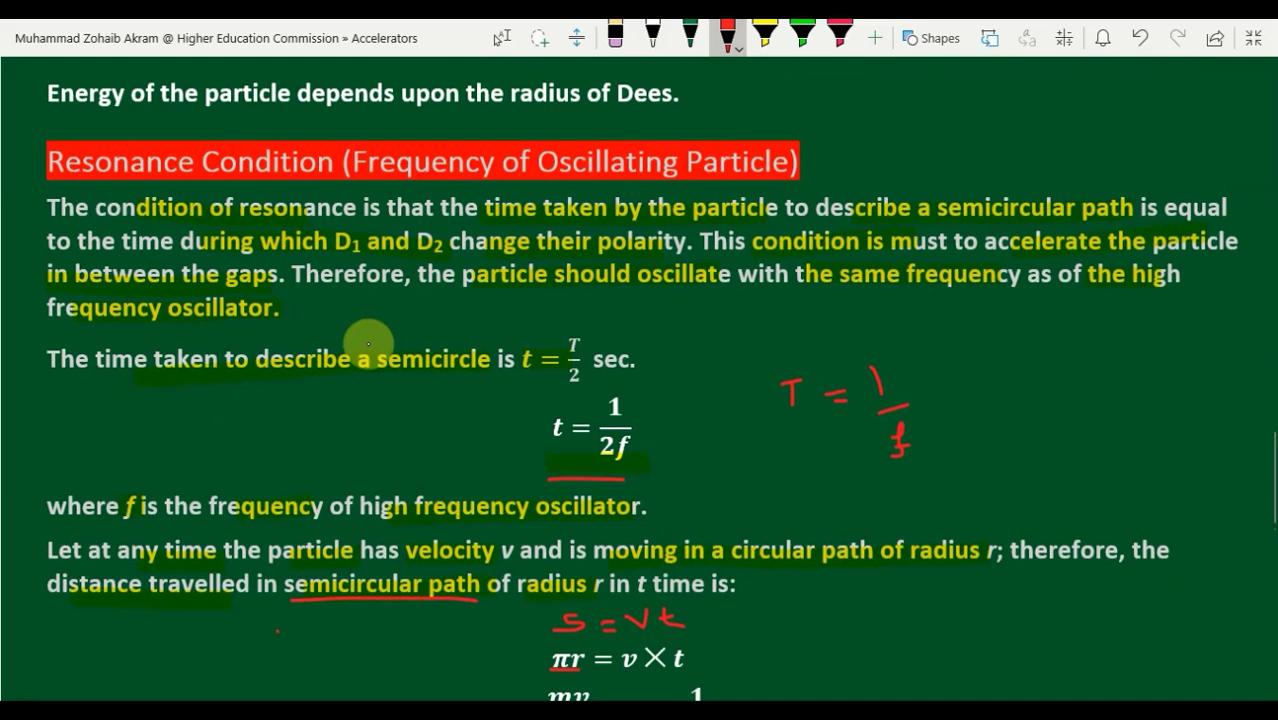 Muhammad Zohaib Akram @ Higher Education Commission » Accelerators
Shapes
Energy of the particle depends upon the radius of Dees.
Resonance Condition (Frequency of Oscillating Particle)
The condition of resonance is that the time taken by the particle to describe a semicircular path is equal
to the time during which D₁ and D₂ change their polarity. This condition is must to accelerate the particle
in between the gaps. Therefore, the particle should oscillate with the same frequency as of the high
frequency oscillator.
The time taken to describe a semicircle is t = T/2 sec.
t = 1/2f
T = 1/f
where f is the frequency of high frequency oscillator.
Let at any time the particle has velocity v and is moving in a circular path of radius r; therefore, the
distance travelled in semicircular path of radius r in t time is:
S = vt
πr = v × t
mv 1